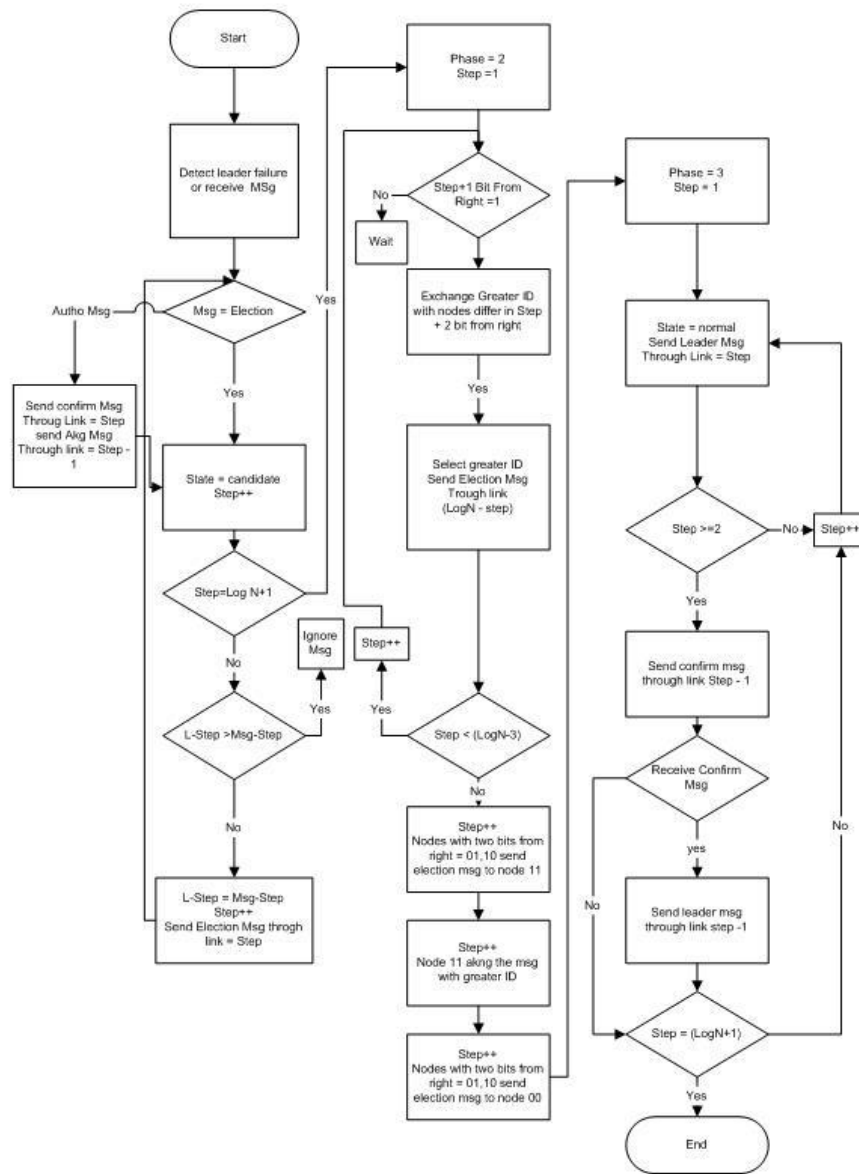 Start
Detect leader failure
or receive MSg
Msg = Election
Autho Msg
Yes
Send confirm Msg
Throug Link = Step
send Akg Msg
Through link = Step -
1
State = candidate
Step++
Step=Log N+1
Yes
No
L-Step >Msg-Step
Yes
Ignore
Msg
No
L-Step = Msg-Step
Step++
Send Election Msg throgh
link = Step
Phase = 2
Step =1
Step+1 Bit From
Right =1
No
Wait
Exchange Greater ID
with nodes differ in Step
+ 2 bit from right
Yes
Select greater ID
Send Election Msg
Trough link
(LogN - step)
Step++
Yes
Step < (LogN-3)
No
Step++
Nodes with two bits from
right = 01,10 send
election msg to node 11
Step++
Node 11 akng the msg
with greater ID
Step++
Nodes with two bits from
right = 01,10 send
election msg to node 00
Phase = 3
Step = 1
State = normal
Send Leader Msg
Through Link = Step
Step >=2
No
Step++
Yes
Send confirm msg
through link Step - 1
Receive Confirm
Msg
No
yes
No
Send leader msg
through link step -1
Step = (LogN+1)
Yes
End